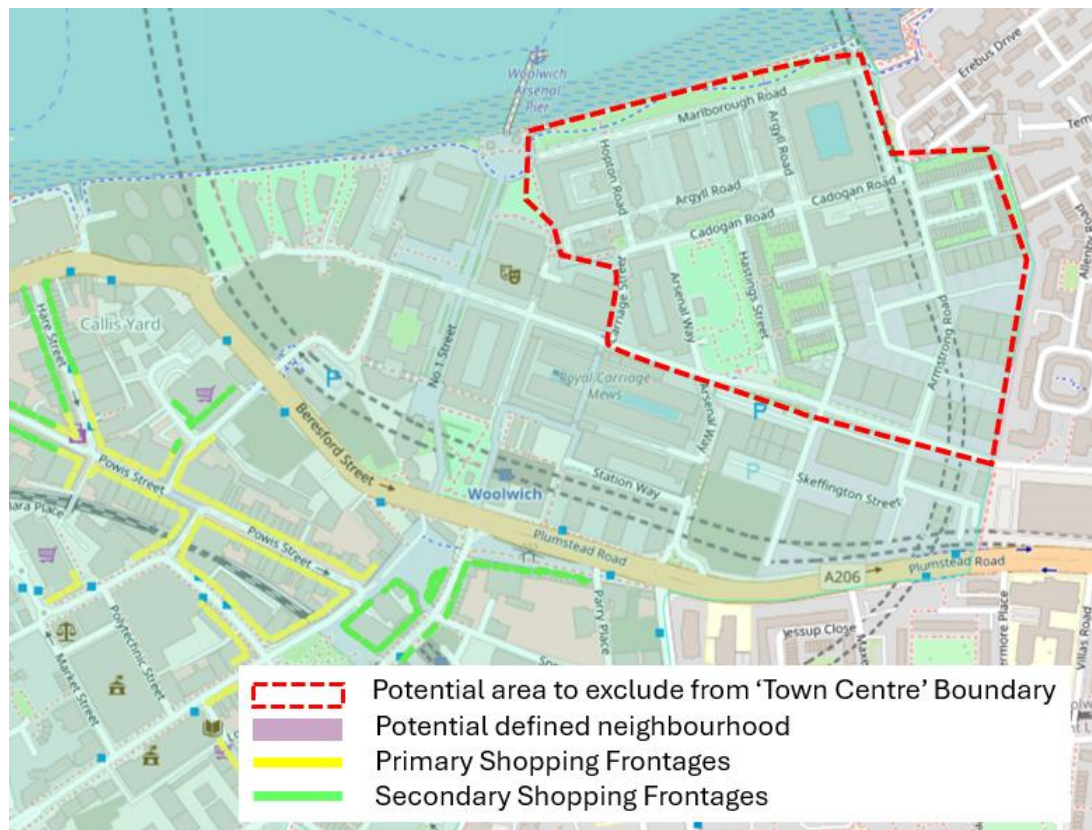 Woolwich
Arsenal
Pier
Erebus Drive
Marlborough Road
Argyll Road
Hopton Road
Argyll Road
Cadogan Road
Cadogan Road
Carriage Street
Arsenal Way
Hastings Street
Armstrong Road
Hare Street
Callis Yard
No 1 Street
P
Royal Carriage
Mews
P
Arsenal Way
Beresford Street
Powis Street
P
Skeffington Street
Station Way
Woolwich
Powis Street
Plumstead Road
A206
Plumstead Road
Parry Place
Polytechnic Street
Market Street
Jessup Close
Villas Road
Potential area to exclude from ‘Town Centre’ Boundary
Potential defined neighbourhood
Primary Shopping Frontages
Secondary Shopping Frontages